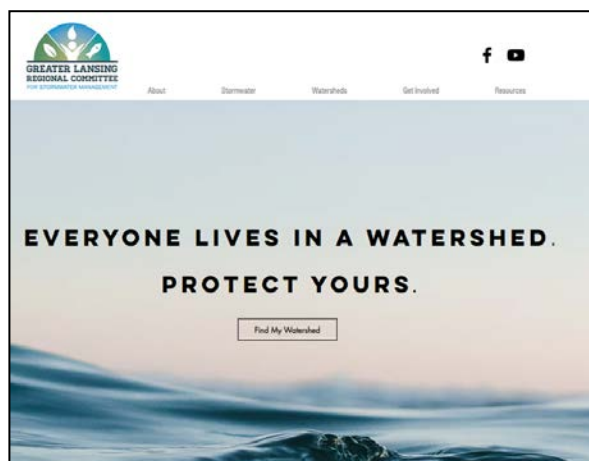 GREATER LANSING
REGIONAL COMMITTEE
FOR STORMWATER MANAGEMENT
About Stormwater Watersheds Get Involved Resources
EVERYONE LIVES IN A WATERSHED.
PROTECT YOURS.
Find My Watershed